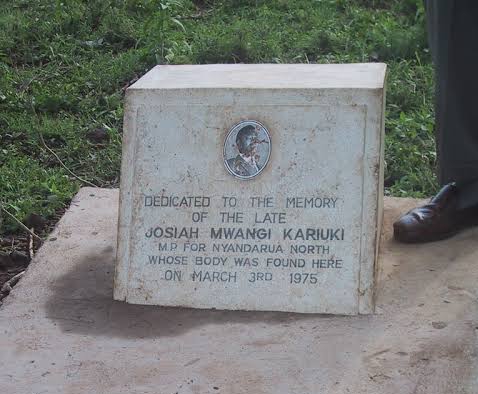 DEDICATED TO THE MEMORY
OF THE LATE
JOSIAH MWANGI KARIUKI
M.P FOR NYANDARUA NORTH
WHOSE BODY WAS FOUND HERE
ON MARCH 3RD 1975